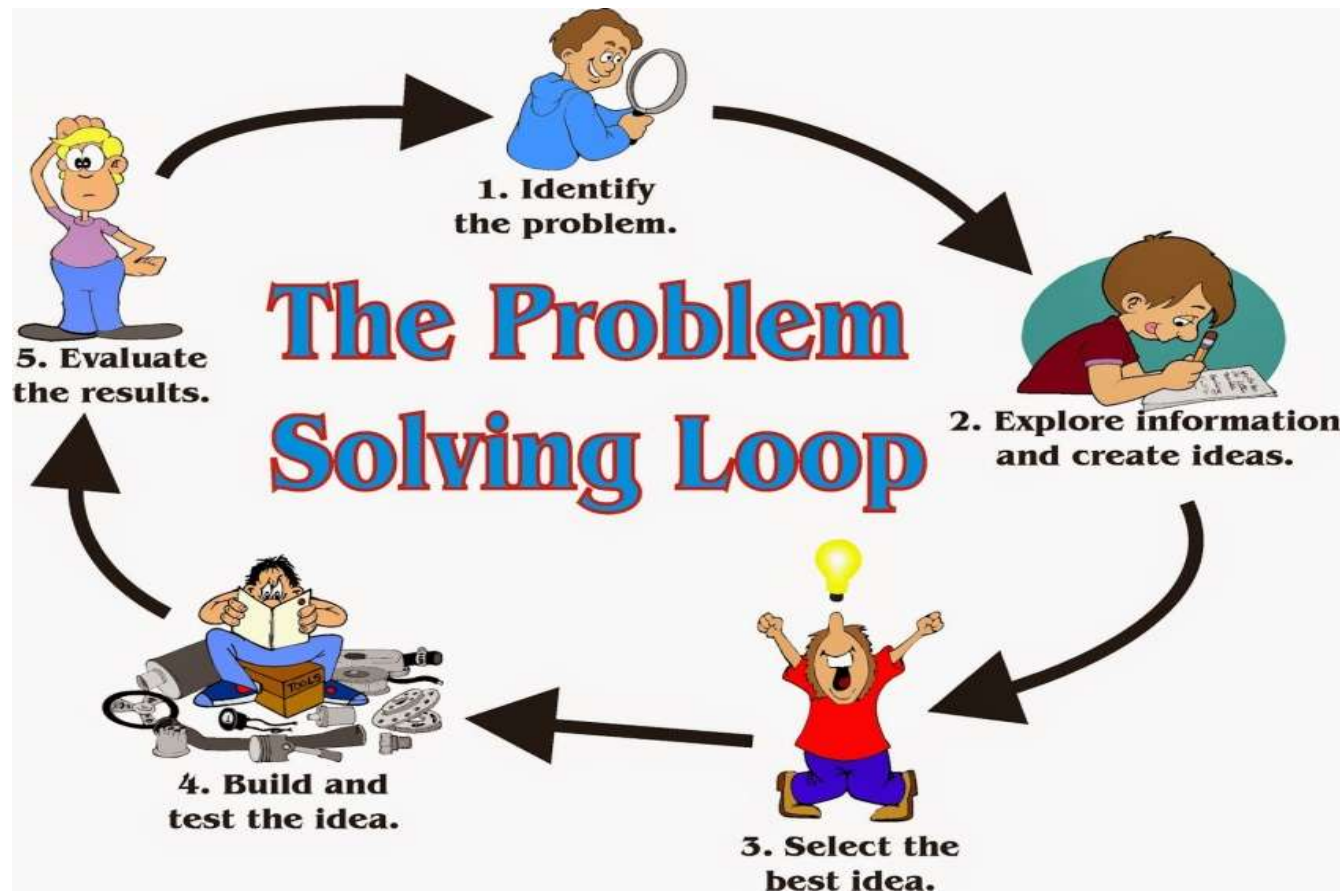 The Problem
Solving Loop
1. Identify
the problem.
2. Explore information
and create ideas.
3. Select the
best idea.
4. Build and
test the idea.
TOOLS
5. Evaluate
the results.